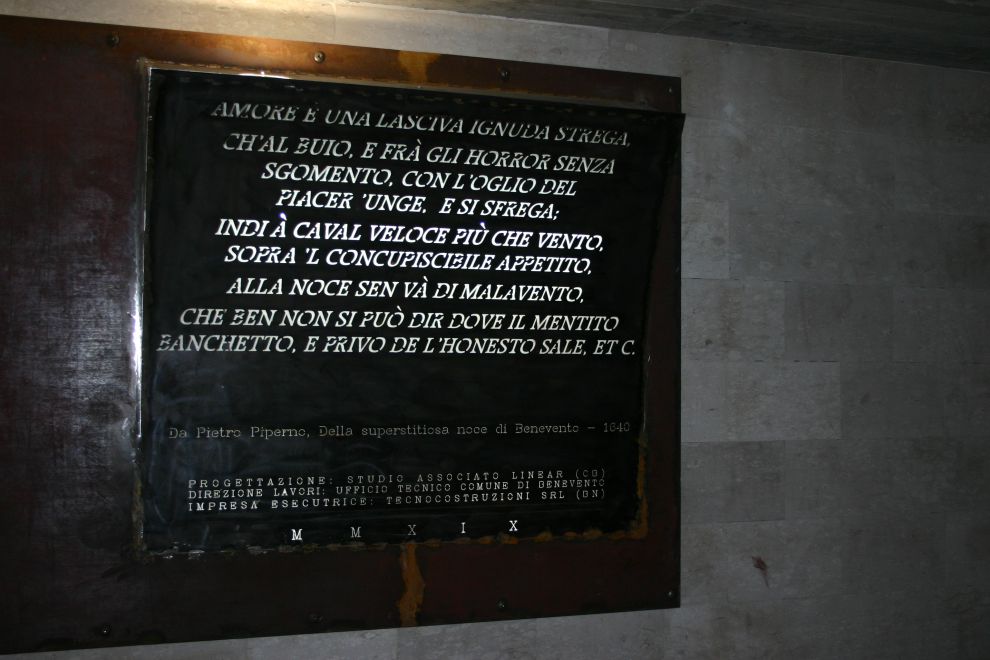 AMORE È UNA LASCIVA IGNUDA STREGA,
CH'AL BUIO, E FRÀ GLI HORROR SENZA
SGOMENTO, CON L'OGLIO DEL
PIACER 'UNGE, E SI SFREGA;
INDI À CAVAL VELOCE PIÙ CHE VENTO,
SOPRA 'L CONCUPISCIBILE APPETITO,
ALLA NOCE SEN VÀ DI MALAVENTO,
CHE BEN NON SI PUÒ DIR DOVE IL MENTITO
BANCHETTO, E PRIVO DE L'HONESTO SALE, ET C.
Da Pietro Piperno, Della superstitiosa noce di Benevento – 1640
PROGETTAZIONE: STUDIO ASSOCIATO LINEAR (CB)
DIREZIONE LAVORI: UFFICIO TECNICO COMUNE DI BENEVENTO
IMPRESA ESECUTRICE: TECNOCOSTRUZIONI SRL (BN)
M M X I X